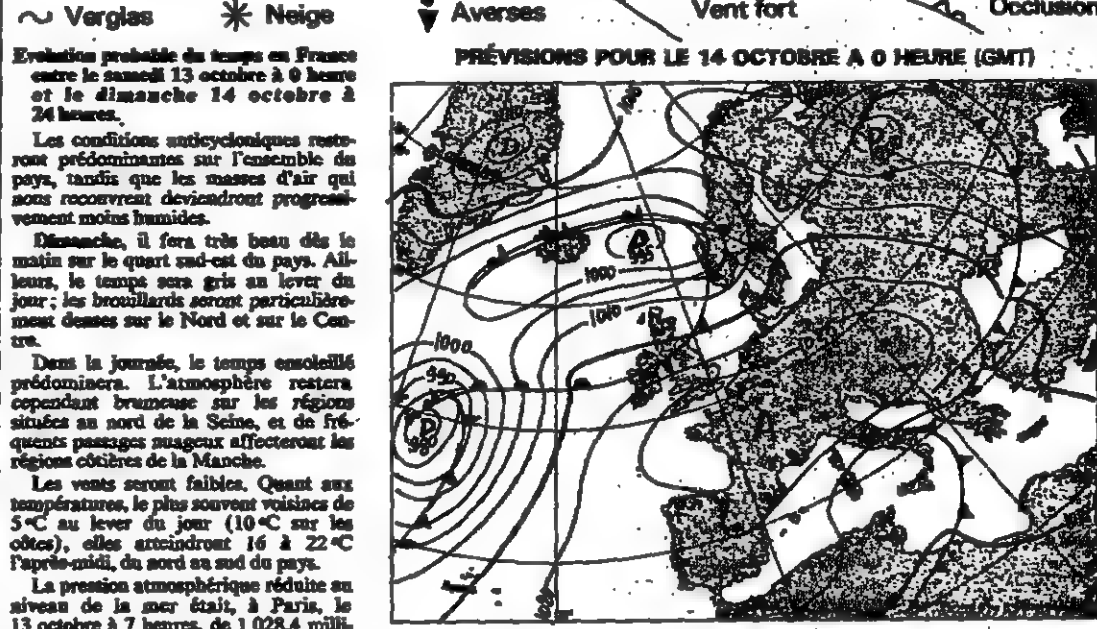 Verglas
Neige
Averses
Vent fort
Occlusion
Evolution probable du temps en France
entre le samedi 13 octobre à 0 heure
et le dimanche 14 octobre à
24 heures.
Les conditions anticycloniques reste-
ront prédominantes sur l'ensemble du
pays, tandis que les masses d'air qui
nous recouvrent deviendront progressi-
vement moins humides.
Dimanche, il fera très beau dès le
matin sur le quart sud-est du pays. Ail-
leurs, le temps sera gris au lever du
jour ; les brouillards seront particulière-
ment denses sur le Nord et sur le Cen-
tre.
Dans la journée, le temps ensoleillé
prédominera. L'atmosphère restera
cependant brumeuse sur les régions
situées au nord de la Seine, et de fré-
quents passages nuageux affecteront les
régions côtières de la Manche.
Les vents seront faibles. Quant aux
températures, le plus souvent voisines de
5 °C au lever du jour (10 °C sur les
côtes), elles atteindront 16 à 22 °C
l'après-midi, du nord au sud du pays.
La pression atmosphérique réduite au
niveau de la mer était, à Paris, le
13 octobre à 7 heures, de 1 028,4 milli-
PRÉVISIONS POUR LE 14 OCTOBRE A 0 HEURE (GMT)
D
D
995
1000
1010
1000
990
D